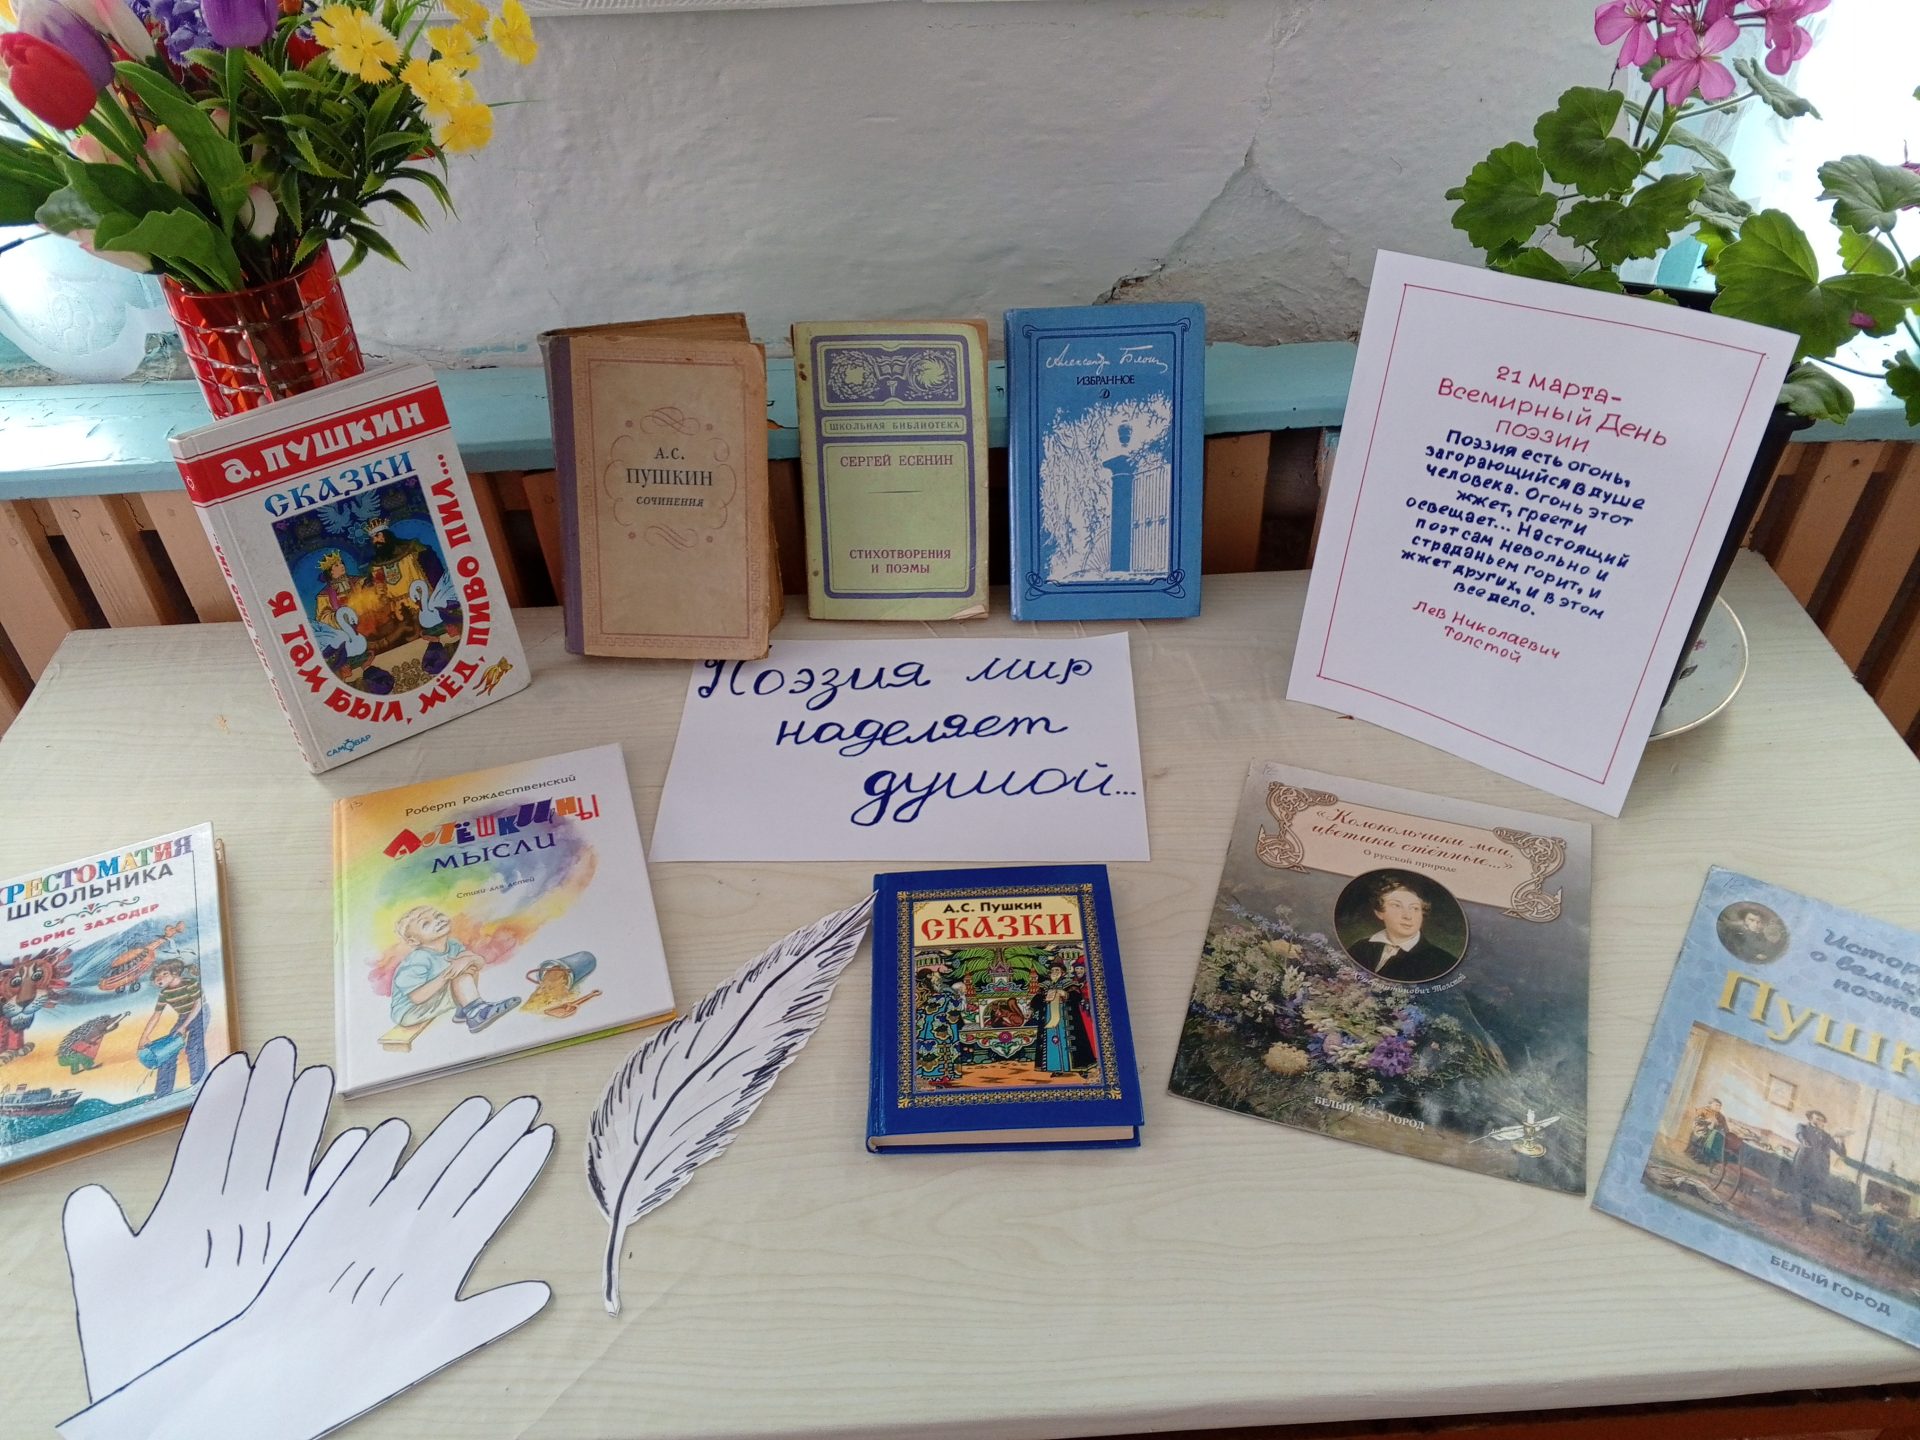 А. ПУШКИН
СКАЗКИ
Я ТАМ БЫЛ, МЁД, ПИВО ПИЛ...
САМОВАР
А.С.
ПУШКИН
СОЧИНЕНИЯ
ШКОЛЬНАЯ БИБЛИОТЕКА
СЕРГЕЙ ЕСЕНИН
СТИХОТВОРЕНИЯ
И ПОЭМЫ
Александр Блок
ИЗБРАННОЕ
21 марта-
Всемирный День
поэзии
Поэзия есть огонь,
загорающийся в душе
человека. Огонь этот
жжет, греет и
освещает... Настоящий
поэт сам невольно и
страданьем горит, и
жжет других, и в этом
все дело.
Лев Николаевич
Толстой
Поэзия мир
наделяет
душой...
ХРЕСТОМАТИЯ
ШКОЛЬНИКА
БОРИС ЗАХОДЕР
Роберт Рождественский
АЛЁШКИНЫ
МЫСЛИ
Стихи для детей
А.С. Пушкин
СКАЗКИ
«Колокольчики мои,
цветики степные...»
О русской природе
Толстой
БЕЛЫЙ ГОРОД
о
Пушк
БЕЛЫЙ ГОРОД